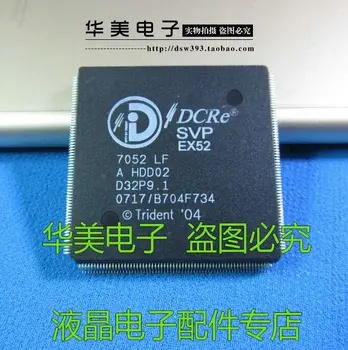 华美电子
实物拍摄 盗图必究
http://dsw393.taobao.com
DCRe®
SVP
EX52
7052 LF
A HDD02
D32P9.1
0717/B704F734
© Trident '04
华美电子 盗图必究
液晶电子配件专店